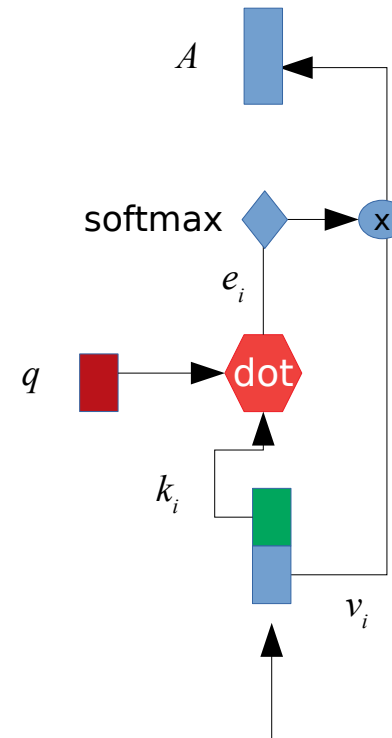 A
softmax
x
e_i
q
dot
k_i
v_i